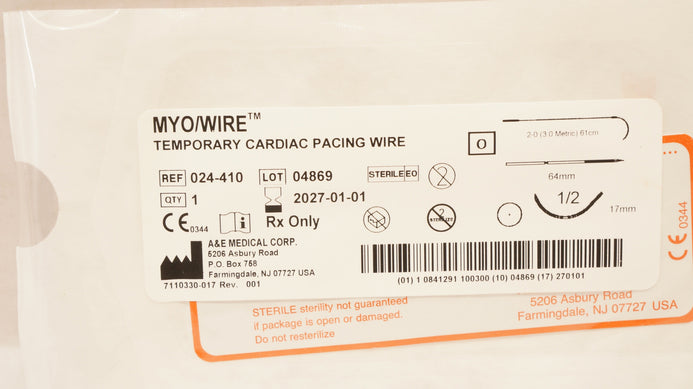 MYO/WIRE™
TEMPORARY CARDIAC PACING WIRE
O
2-0 (3.0 Metric) 61cm
64mm
REF 024-410 LOT 04869 STERILE EO 2
QTY 1 2027-01-01
1/2
17mm
CE 0344 i Rx Only
2 STERILIZE
A&E MEDICAL CORP.
5206 Asbury Road
P.O. Box 758
Farmingdale, NJ 07727 USA
7110330-017 Rev. 001
(01) 1 0841291 100300 (10) 04869 (17) 270101
CE 0344
STERILE sterility not guaranteed
if package is open or damaged.
Do not resterilize
5206 Asbury Road
Farmingdale, NJ 07727 USA